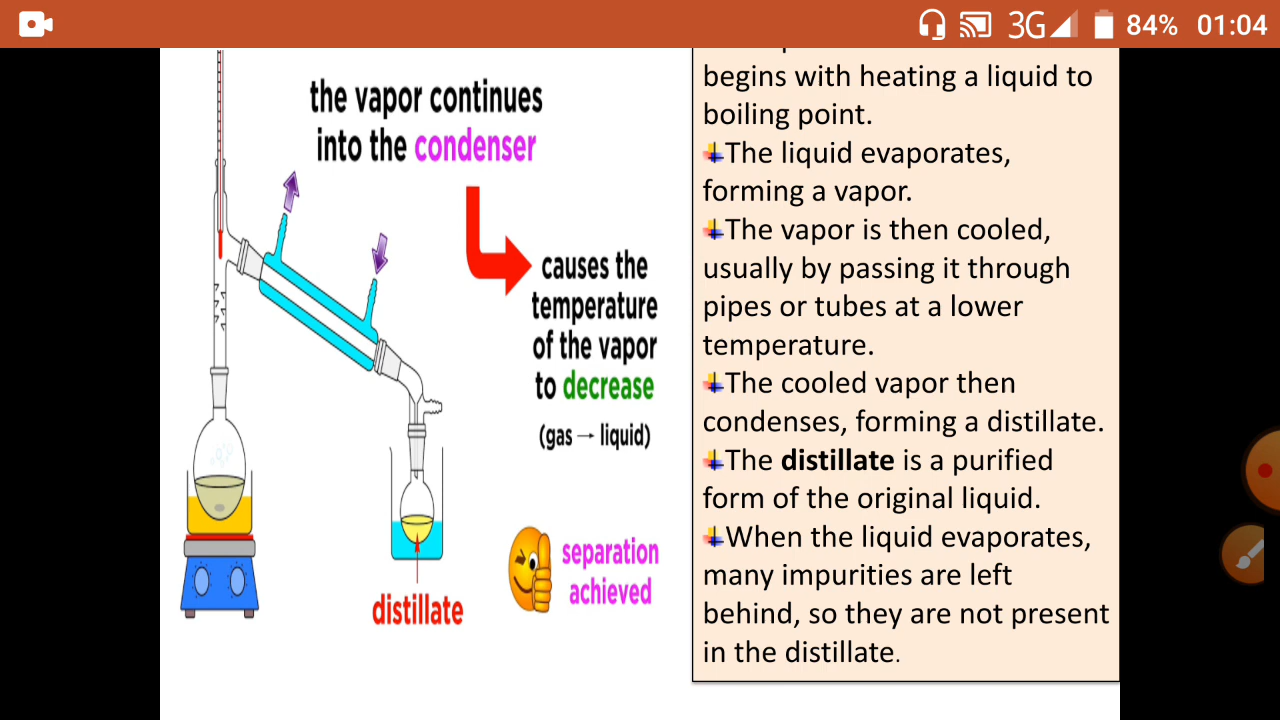 3G 84% 01:04
the vapor continues
into the condenser
causes the
temperature
of the vapor
to decrease
(gas → liquid)
separation
achieved
distillate
begins with heating a liquid to
boiling point.
The liquid evaporates,
forming a vapor.
The vapor is then cooled,
usually by passing it through
pipes or tubes at a lower
temperature.
The cooled vapor then
condenses, forming a distillate.
The distillate is a purified
form of the original liquid.
When the liquid evaporates,
many impurities are left
behind, so they are not present
in the distillate.